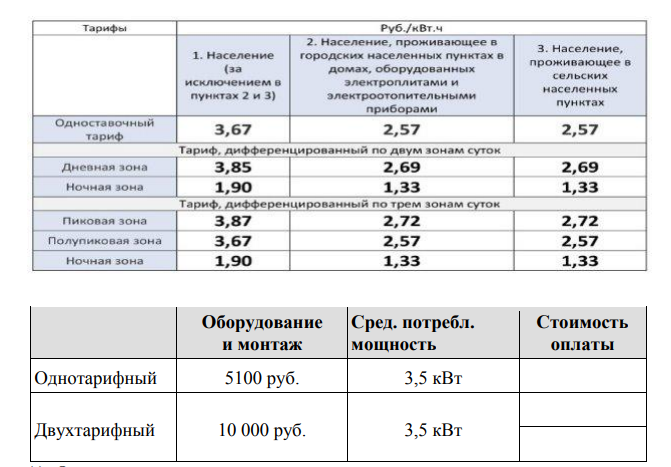 Тарифы
Руб./кВт.ч
1. Население
(за
исключением в
пунктах 2 и 3)
2. Население, проживающее в
городских населенных пунктах в
домах, оборудованных
электроплитами и
электроотопительными
приборами
3. Население,
проживающее в
сельских
населенных
пунктах
Одноставочный
тариф
3,67
2,57
2,57
Тариф, дифференцированный по двум зонам суток
Дневная зона
3,85
2,69
2,69
Ночная зона
1,90
1,33
1,33
Тариф, дифференцированный по трем зонам суток
Пиковая зона
3,87
2,72
2,72
Полупиковая зона
3,67
2,57
2,57
Ночная зона
1,90
1,33
1,33
Оборудование
и монтаж
Сред. потребл.
мощность
Стоимость
оплаты
Однотарифный
5100 руб.
3,5 кВт
Двухтарифный
10 000 руб.
3,5 кВт